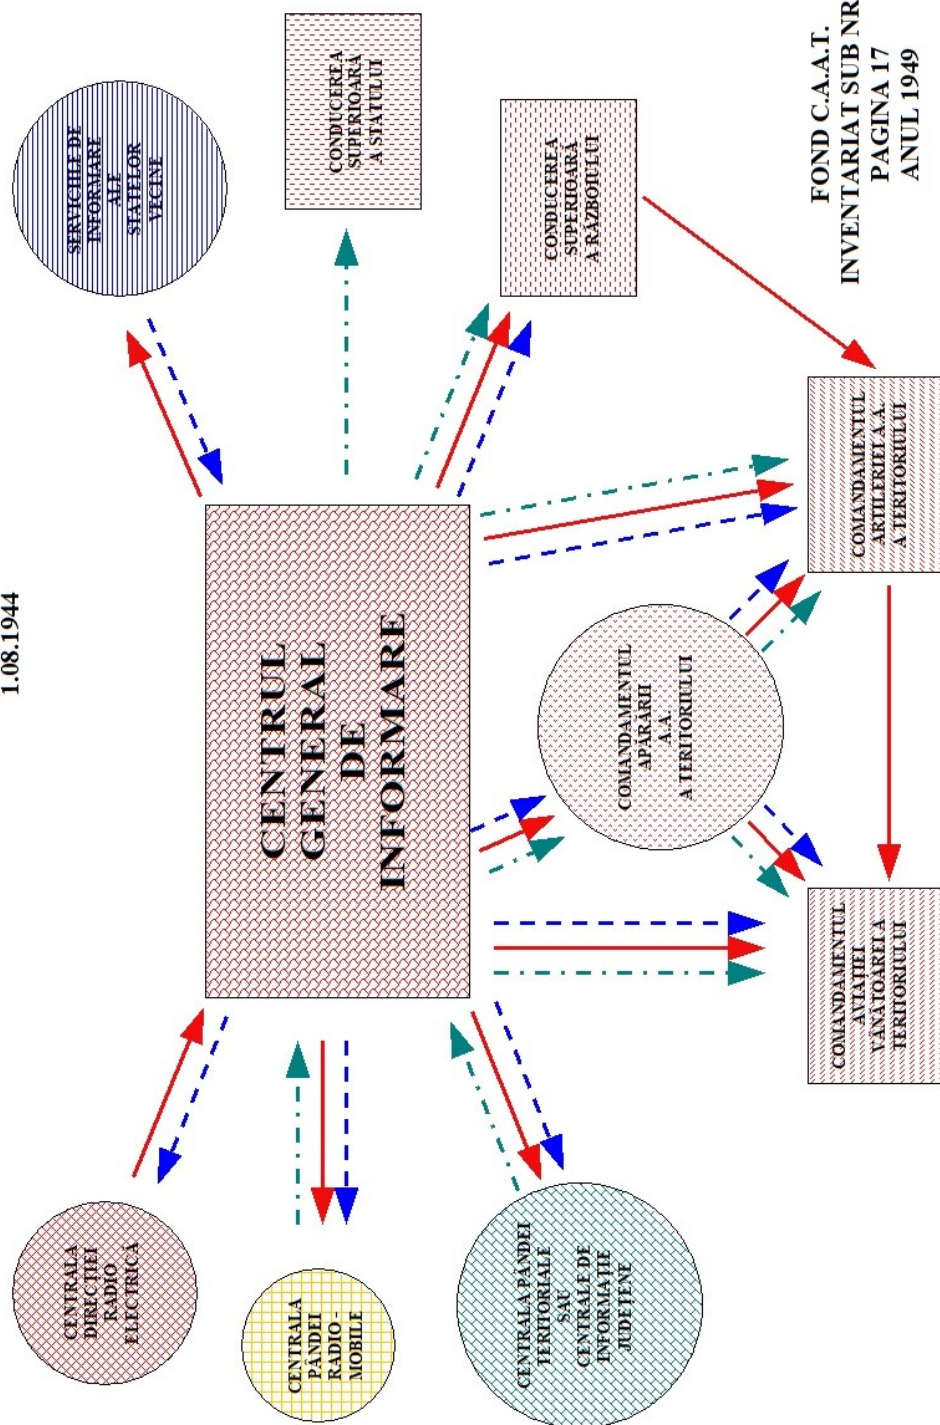 1.08.1944
CENTRALA
DIRECȚIEI
RADIO
ELECTRICĂ
SERVICIILE DE
INFORMARE
ALE
STATELOR
VECINE
CENTRALA
PÂNDEI
RADIO -
MOBILE
CENTRUL
GENERAL
DE
INFORMARE
CONDUCEREA
SUPERIOARĂ
A STATULUI
CENTRALA PÂNDEI
TERITORIALE
SAU
CENTRALE DE
INFORMAȚIE
JUDEȚENE
COMANDAMENTUL
APĂRĂRII
A.A.
A TERITORIULUI
CONDUCEREA
SUPERIOARĂ
A RĂZBOIULUI
COMANDAMENTUL
AVIAȚIEI
VÂNĂTOAREI A
TERITORIULUI
COMANDAMENTUL
ARTILERIEI A.A.
A TERITORIULUI
FOND C.A.A.T.
INVENTARIAT SUB NR
PAGINA 17
ANUL 1949